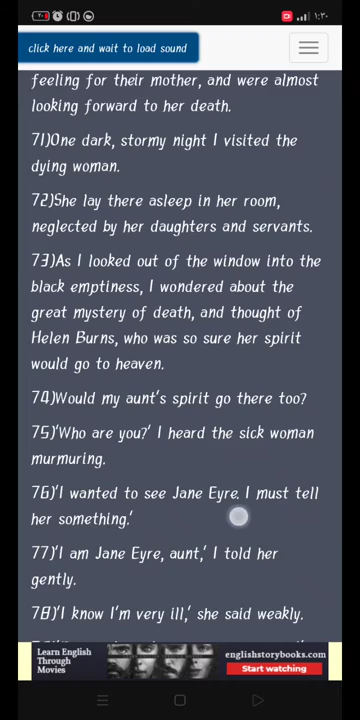 ۱:۳۰
click here and wait to load sound
feeling for their mother, and were almost
looking forward to her death.
71)One dark, stormy night I visited the
dying woman.
72)She lay there asleep in her room,
neglected by her daughters and servants.
73)As I looked out of the window into the
black emptiness, I wondered about the
great mystery of death, and thought of
Helen Burns, who was so sure her spirit
would go to heaven.
74)Would my aunt's spirit go there too?
75)'Who are you?' I heard the sick woman
murmuring.
76)'I wanted to see Jane Eyre. I must tell
her something.'
77)'I am Jane Eyre, aunt,' I told her
gently.
78)'I know I'm very ill,' she said weakly.
Learn English
Through
Movies
englishstorybooks.com
Start watching